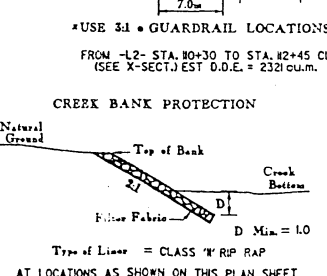 7.0m
*USE 3:1 @ GUARDRAIL LOCATIONS
FROM -L2- STA. 110+30 TO STA. 112+45
(SEE X-SECT.) EST D.D.E. = 2321 cu.m.
CREEK BANK PROTECTION
Natural
Ground
Top of Bank
2:1
Creek
Bottom
D
Filter Fabric
D Min. = 1.0
Type of Liner = CLASS "II" RIP RAP
AT LOCATIONS AS SHOWN ON THIS PLAN SHEET